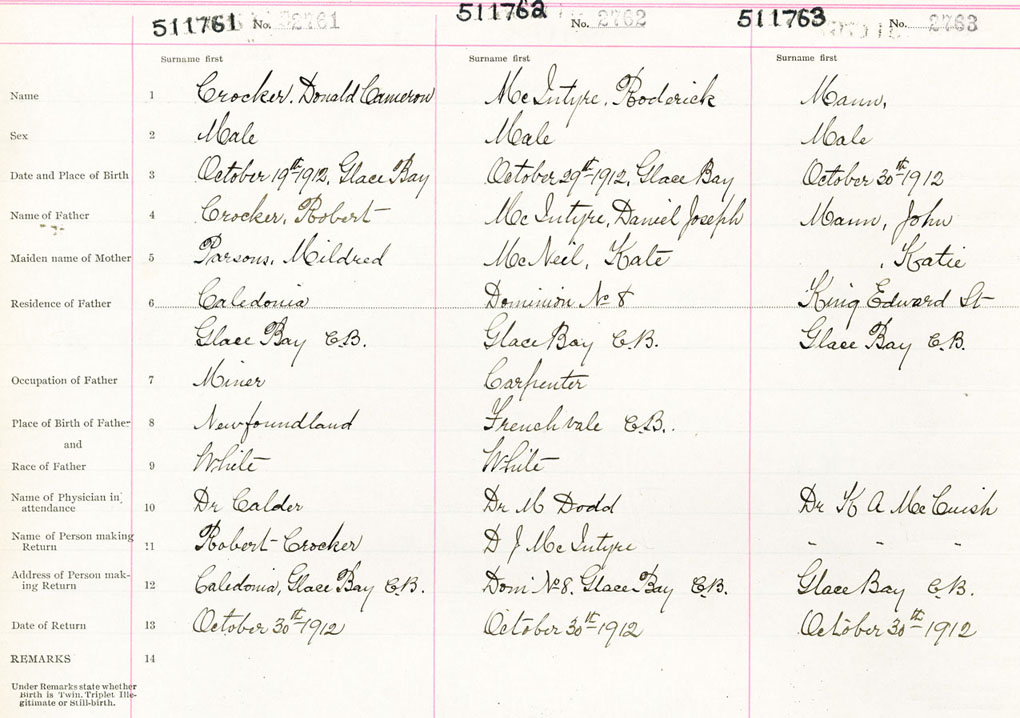 511761 No. 2761 511762 No. 2762 511763 No. 2763
Surname first Surname first Surname first
Name 1 Crocker, Donald Cameron McIntyre, Roderick Mann,
Sex 2 Male Male Male
Date and Place of Birth 3 October 19th 1912, Glace Bay October 29th 1912, Glace Bay October 30th 1912
Name of Father 4 Crocker, Robert McIntyre, Daniel Joseph Mann, John
Maiden name of Mother 5 Parsons, Mildred McNeil, Kate , Katie
Residence of Father 6 Caledonia Dominion No 8 King Edward St
Glace Bay C.B. Glace Bay C.B. Glace Bay C.B.
Occupation of Father 7 Miner Carpenter
Place of Birth of Father 8 Newfoundland Frenchvale C.B.
and
Race of Father 9 White White
Name of Physician in attendance 10 Dr Calder Dr M Dodd Dr K A McCuish
Name of Person making Return 11 Robert Crocker D J McIntyre " " "
Address of Person making Return 12 Caledonia, Glace Bay C.B. Dom No 8. Glace Bay C.B. Glace Bay C.B.
Date of Return 13 October 30th 1912 October 30th 1912 October 30th 1912
REMARKS 14
Under Remarks state whether
Birth is Twin, Triplet Ille-
gitimate or Still-birth.